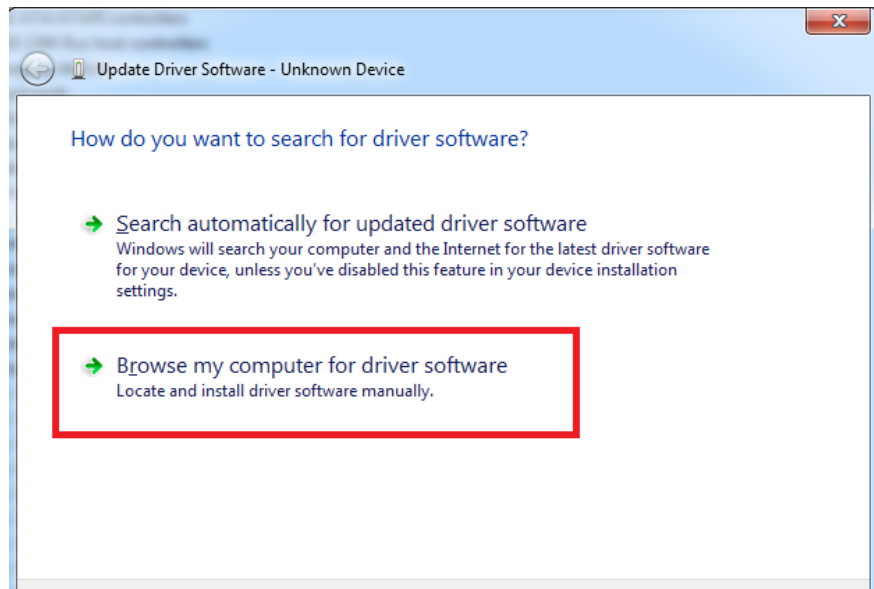 Update Driver Software - Unknown Device
How do you want to search for driver software?
Search automatically for updated driver software
Windows will search your computer and the Internet for the latest driver software
for your device, unless you've disabled this feature in your device installation
settings.
Browse my computer for driver software
Locate and install driver software manually.